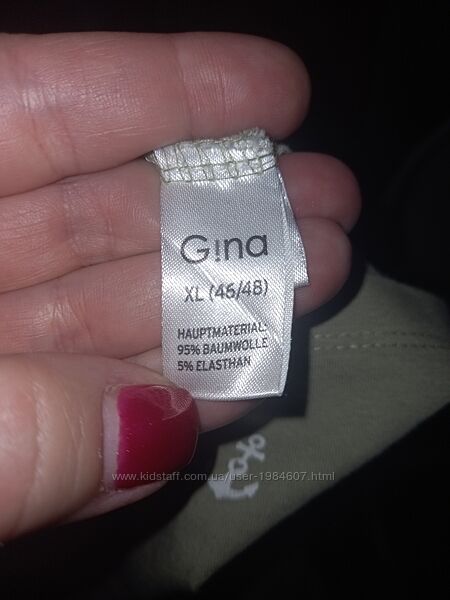 G!na
XL (46/48)
HAUPTMATERIAL:
95% BAUMWOLLE
5% ELASTHAN
www.kidstaff.com.ua/user-1984607.html